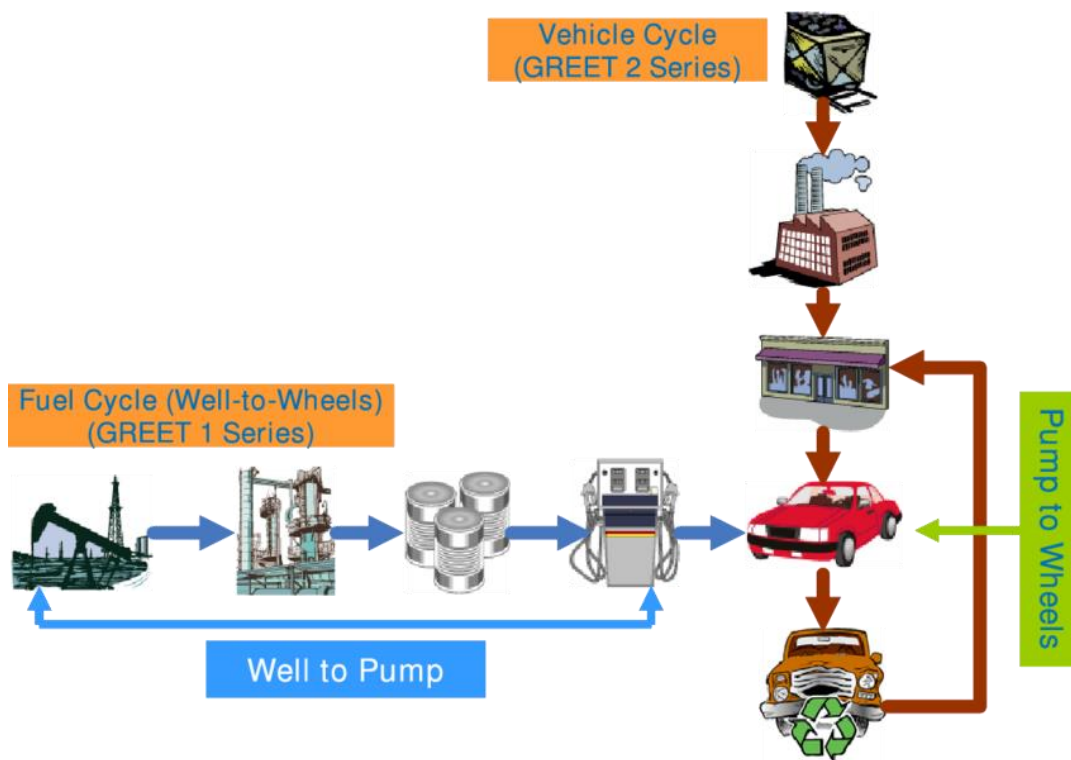 Vehicle Cycle
(GREET 2 Series)
Fuel Cycle (Well-to-Wheels)
(GREET 1 Series)
Pump to Wheels
Well to Pump